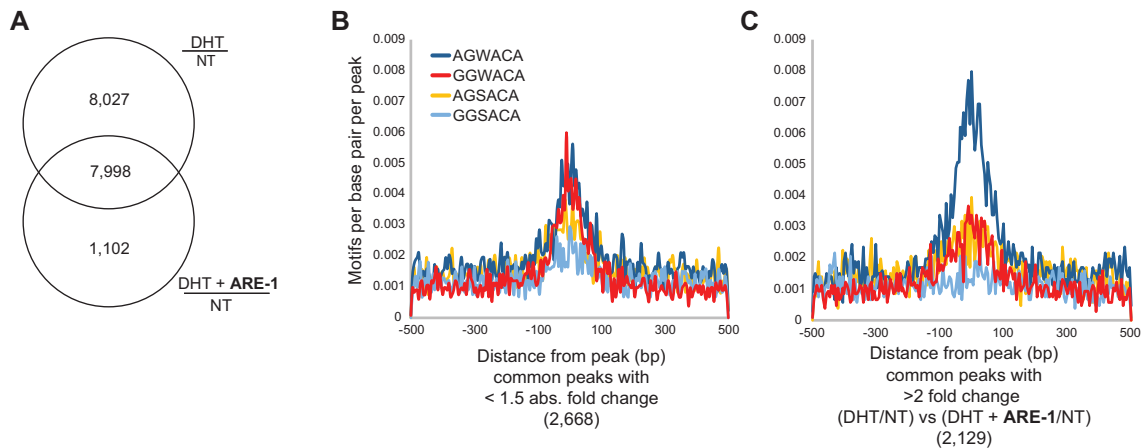 A
DHT
NT
8,027
7,998
1,102
DHT + ARE-1
NT
B
Motifs per base pair per peak
0.009
0.008
0.007
0.006
0.005
0.004
0.003
0.002
0.001
0
AGWACA
GGWACA
AGSACA
GGSACA
-500 -300 -100 100 300 500
Distance from peak (bp)
common peaks with
< 1.5 abs. fold change
(2,668)
C
0.009
0.008
0.007
0.006
0.005
0.004
0.003
0.002
0.001
0
-500 -300 -100 100 300 500
Distance from peak (bp)
common peaks with
>2 fold change
(DHT/NT) vs (DHT + ARE-1/NT)
(2,129)